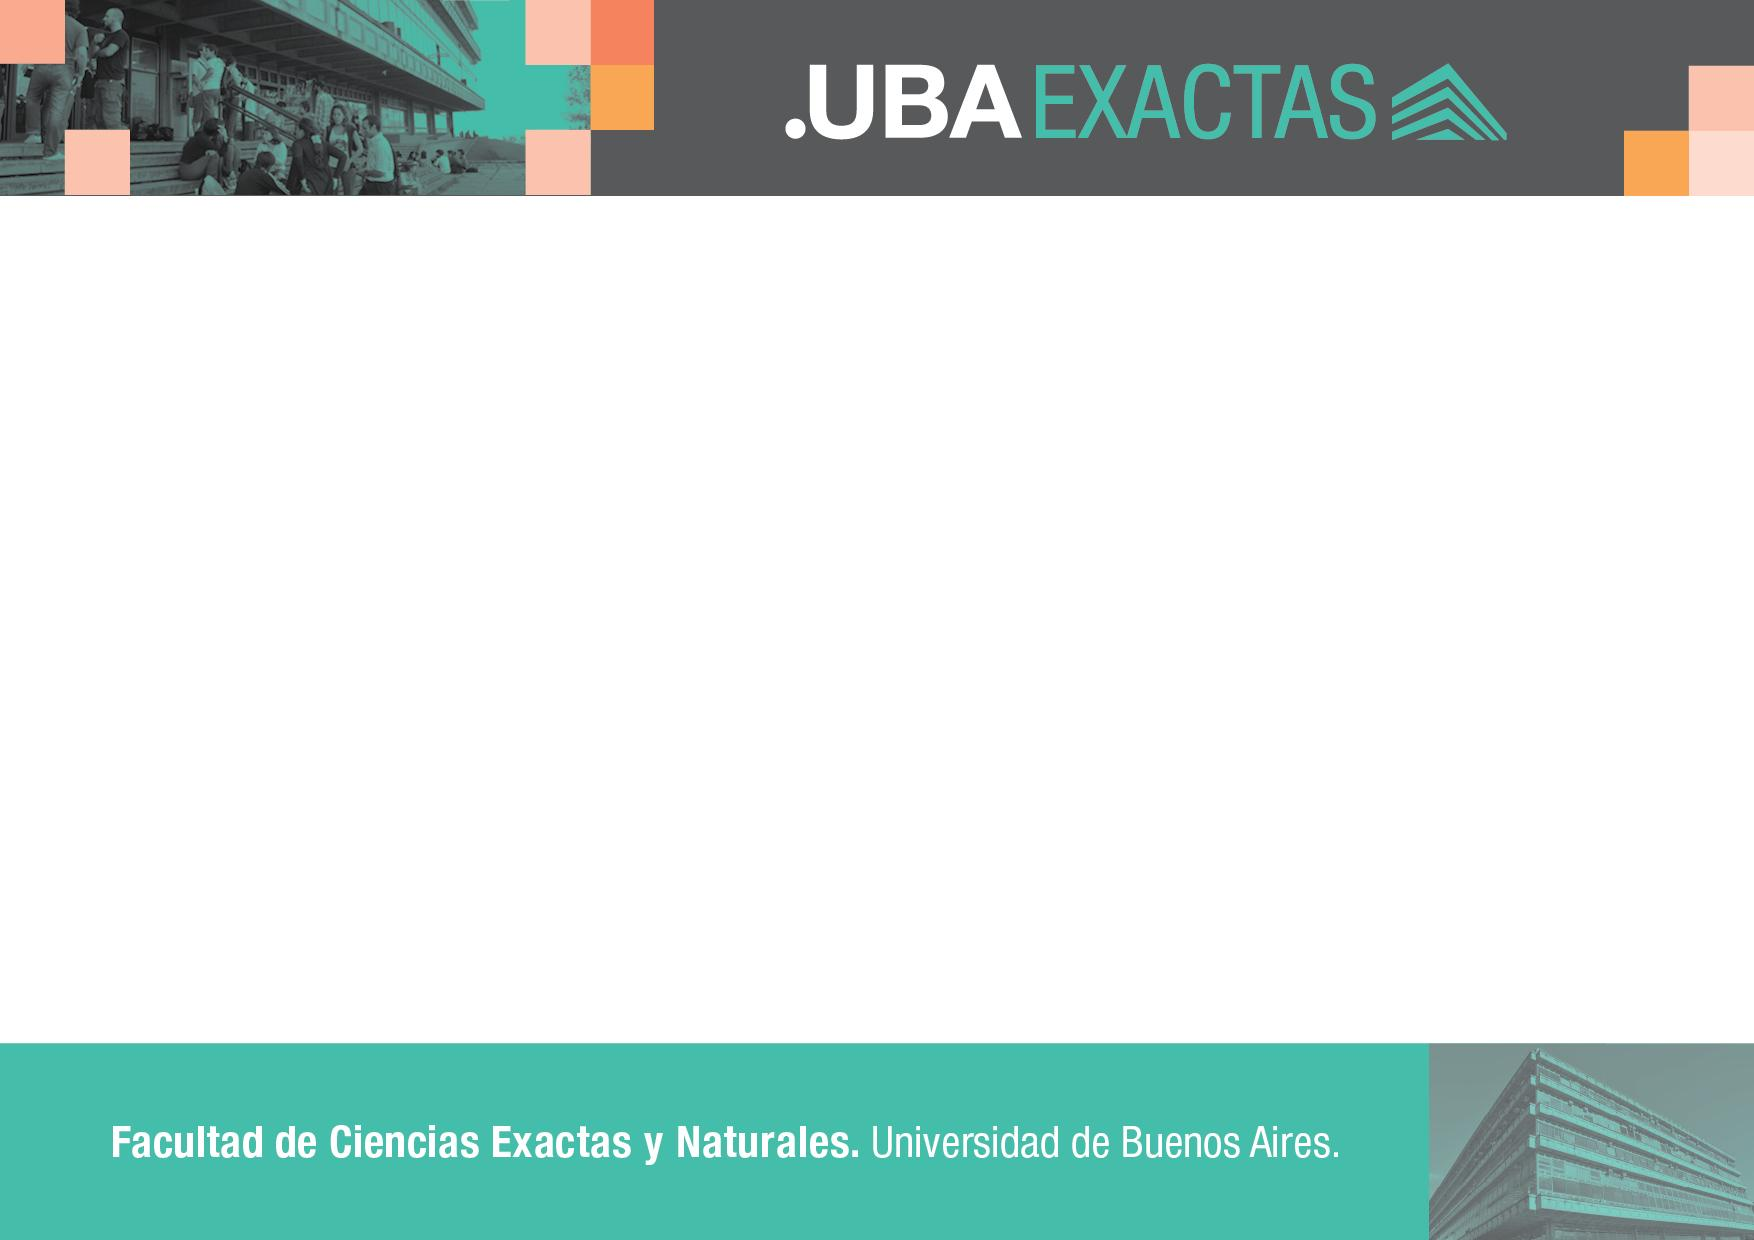 .UBA EXACTAS
Facultad de Ciencias Exactas y Naturales. Universidad de Buenos Aires.